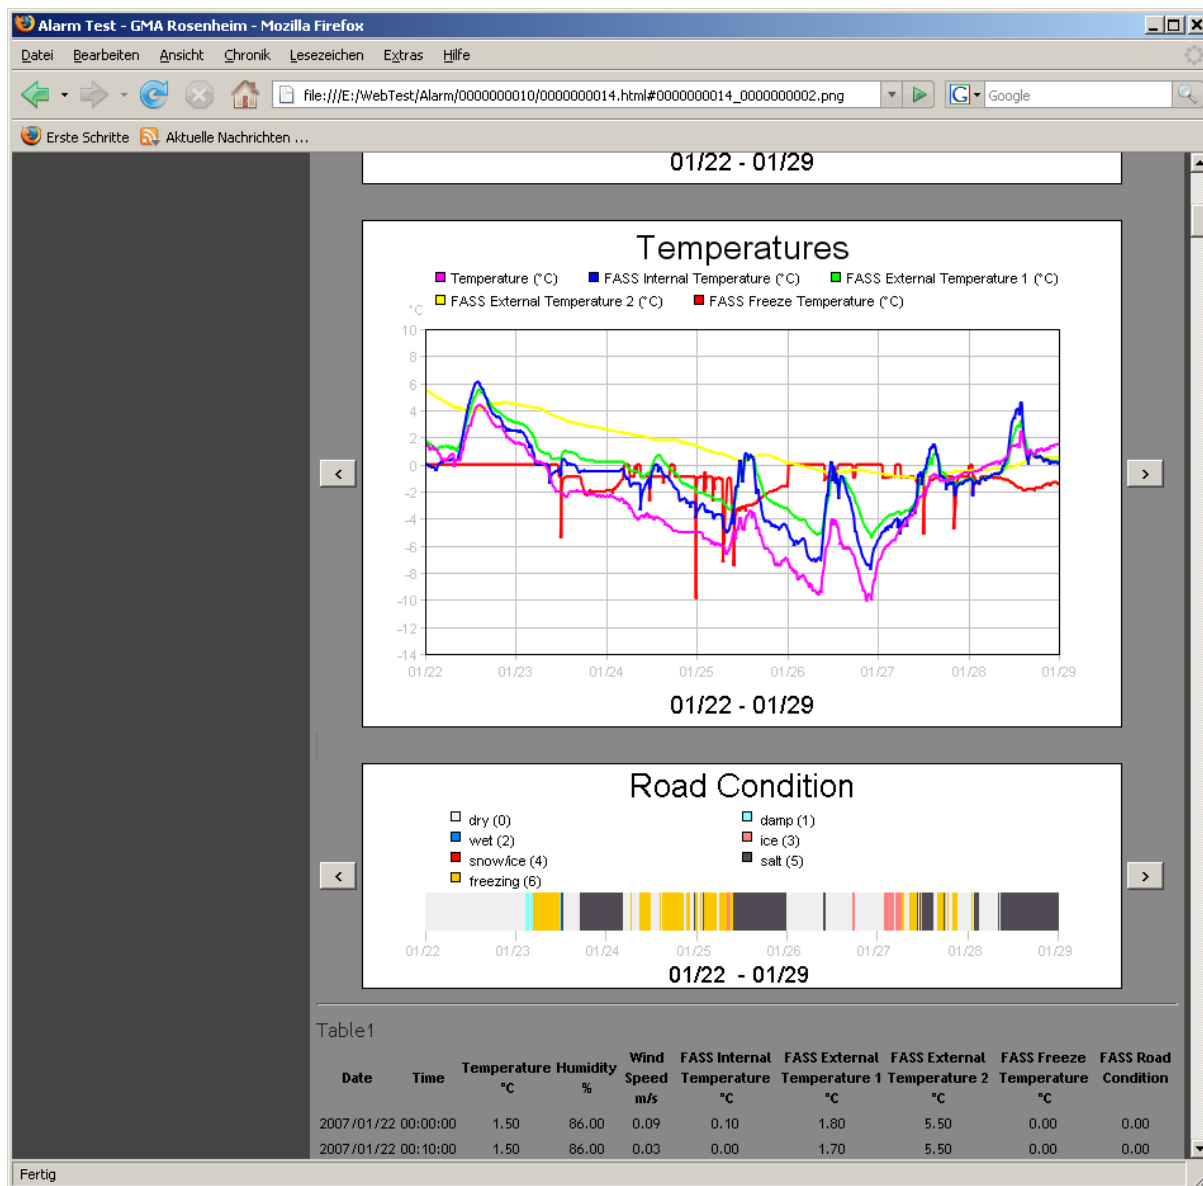 Alarm Test - GMA Rosenheim - Mozilla Firefox
Datei Bearbeiten Ansicht Chronik Lesezeichen Extras Hilfe
file:///E:/WebTest/Alarm/0000000010/0000000014.html#0000000014_0000000002.png
G Google
Erste Schritte Aktuelle Nachrichten ...
01/22 - 01/29
Temperatures
Temperature (°C) FASS Internal Temperature (°C) FASS External Temperature 1 (°C)
FASS External Temperature 2 (°C) FASS Freeze Temperature (°C)
°C
10
8
6
4
2
0
-2
-4
-6
-8
-10
-12
-14
01/22 01/23 01/24 01/25 01/26 01/27 01/28 01/29
< >
01/22 - 01/29
Road Condition
dry (0) damp (1)
wet (2) ice (3)
snow/ice (4) salt (5)
freezing (6)
< >
01/22 01/23 01/24 01/25 01/26 01/27 01/28 01/29
01/22 - 01/29
Table1
Date Time Temperature °C Humidity % Wind Speed m/s FASS Internal Temperature °C FASS External Temperature 1 °C FASS External Temperature 2 °C FASS Freeze Temperature °C FASS Road Condition
2007/01/22 00:00:00 1.50 86.00 0.09 0.10 1.80 5.50 0.00 0.00
2007/01/22 00:10:00 1.50 86.00 0.03 0.00 1.70 5.50 0.00 0.00
Fertig